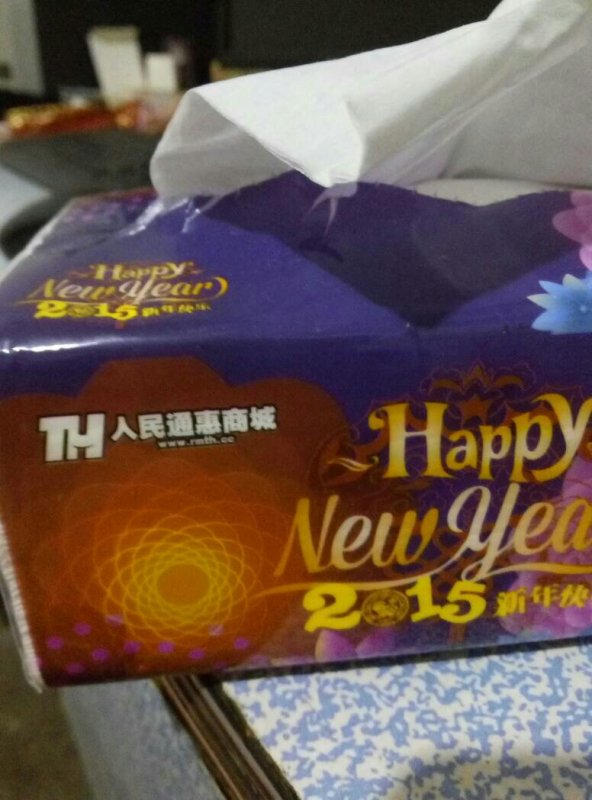 Happy
New Year
2015 新年快乐
TH 人民通惠商城
www.rmth.cc
Happy
New Yea
2015 新年快